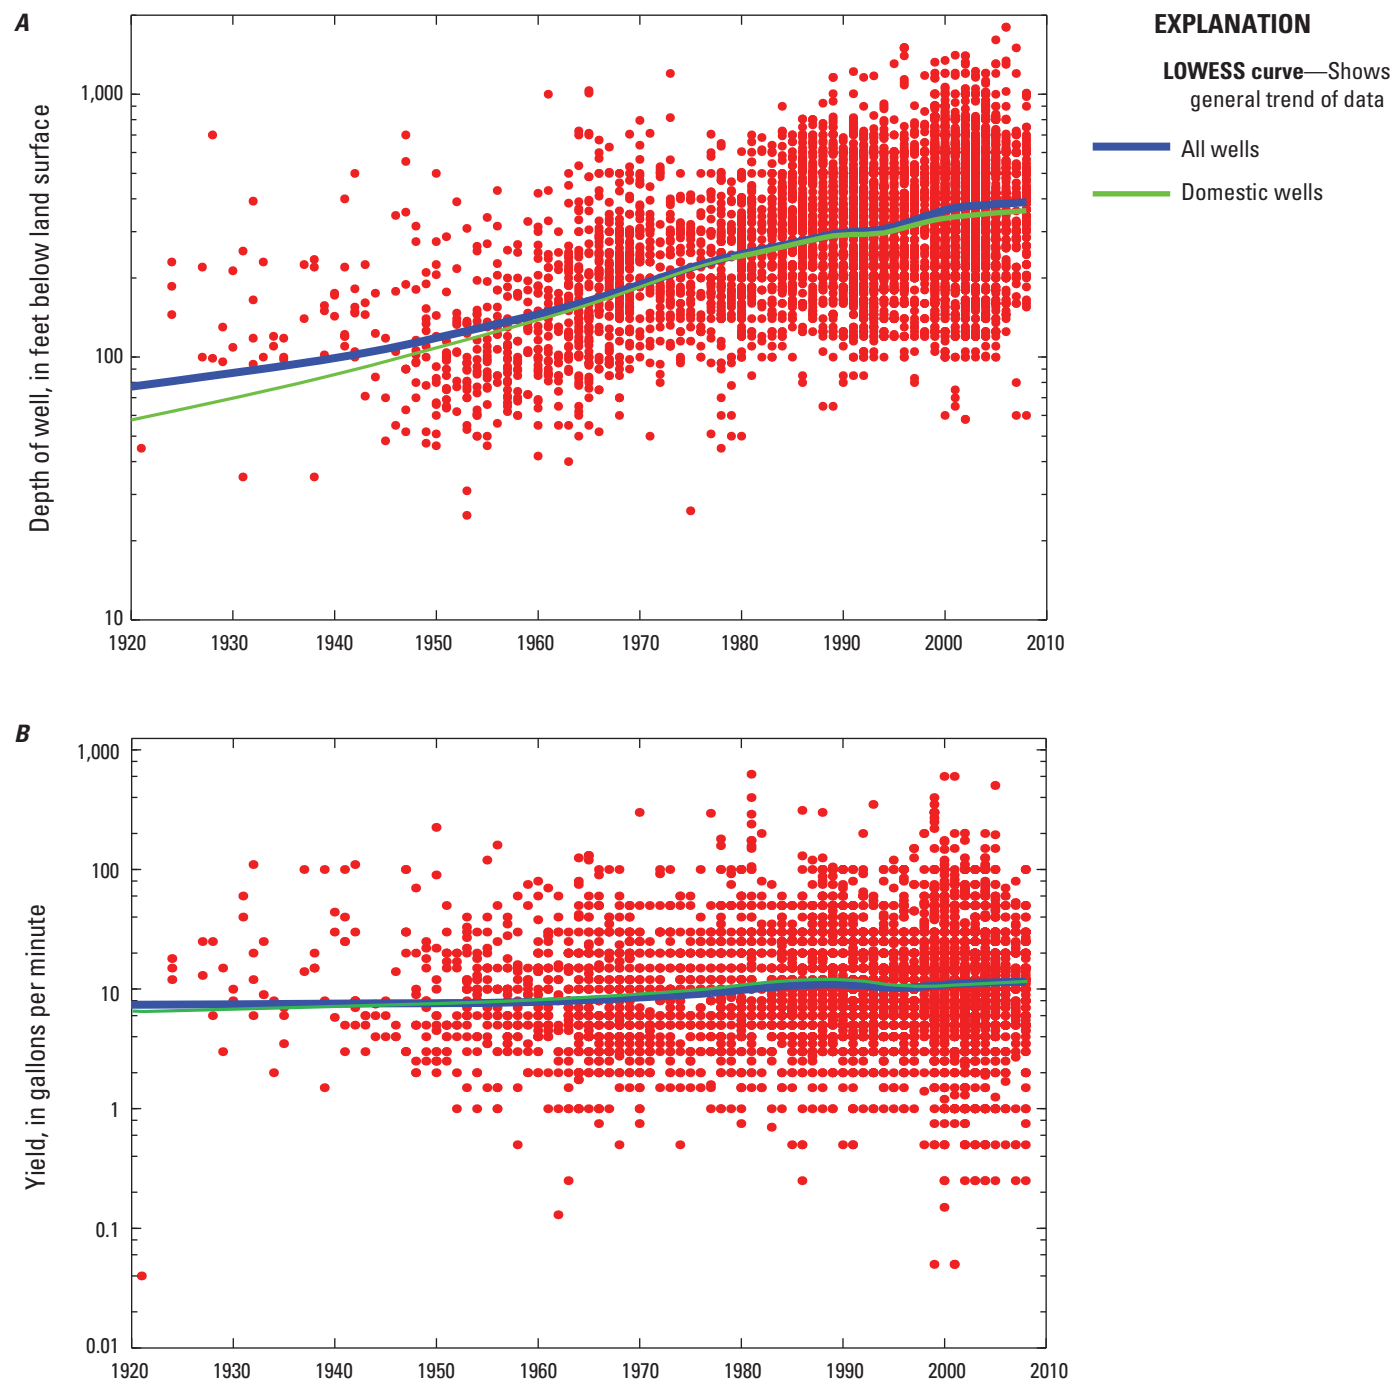 A
EXPLANATION
LOWESS curve—Shows
general trend of data
All wells
Domestic wells
Depth of well, in feet below land surface
1,000
100
10
1920 1930 1940 1950 1960 1970 1980 1990 2000 2010
B
Yield, in gallons per minute
1,000
100
10
1
0.1
0.01
1920 1930 1940 1950 1960 1970 1980 1990 2000 2010